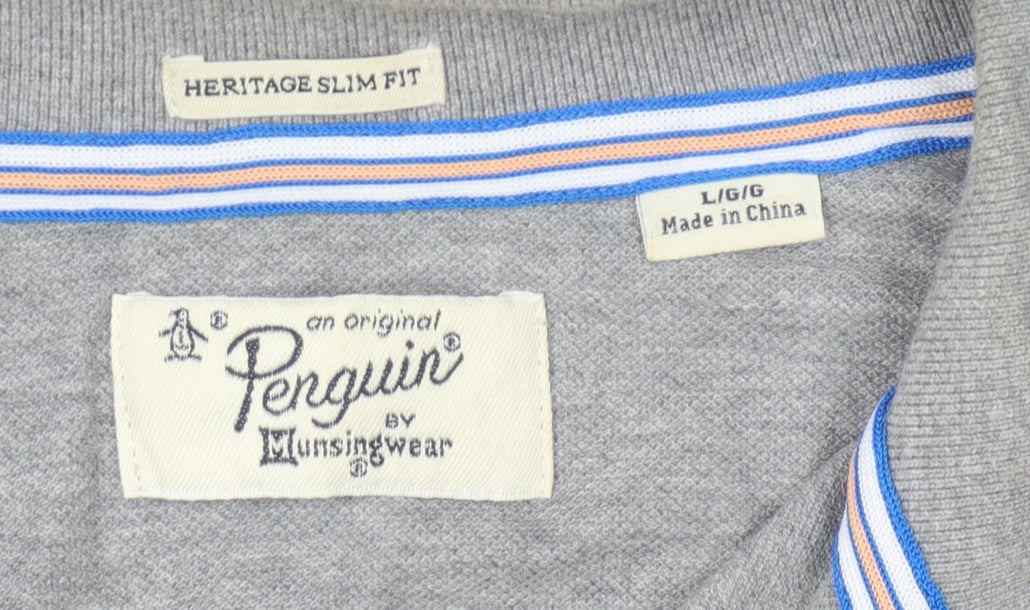 HERITAGE SLIM FIT
L/G/G
Made in China
® an original
Penguin®
BY
Munsingwear
®